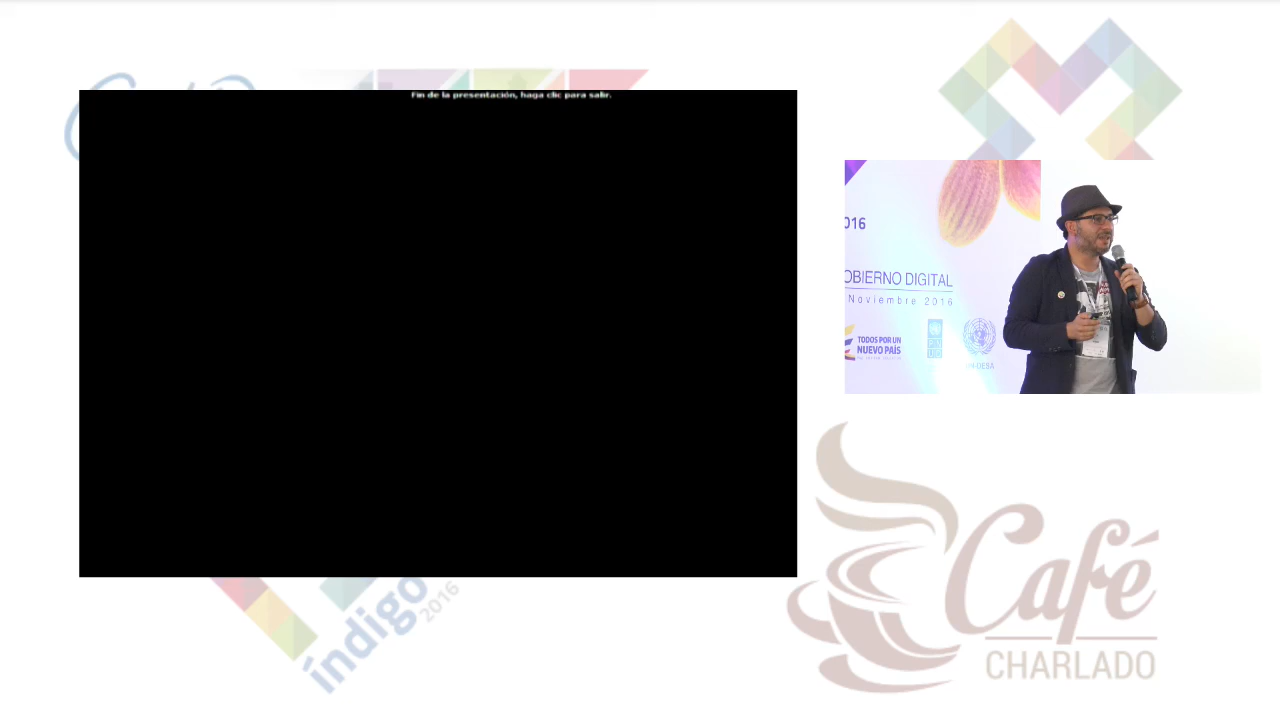 Fin de la presentación, haga clic para salir.
016
OBIERNO DIGITAL
Noviembre 2016
TODOS POR UN
NUEVO PAÍS
Café
CHARLADO
índigo
2016